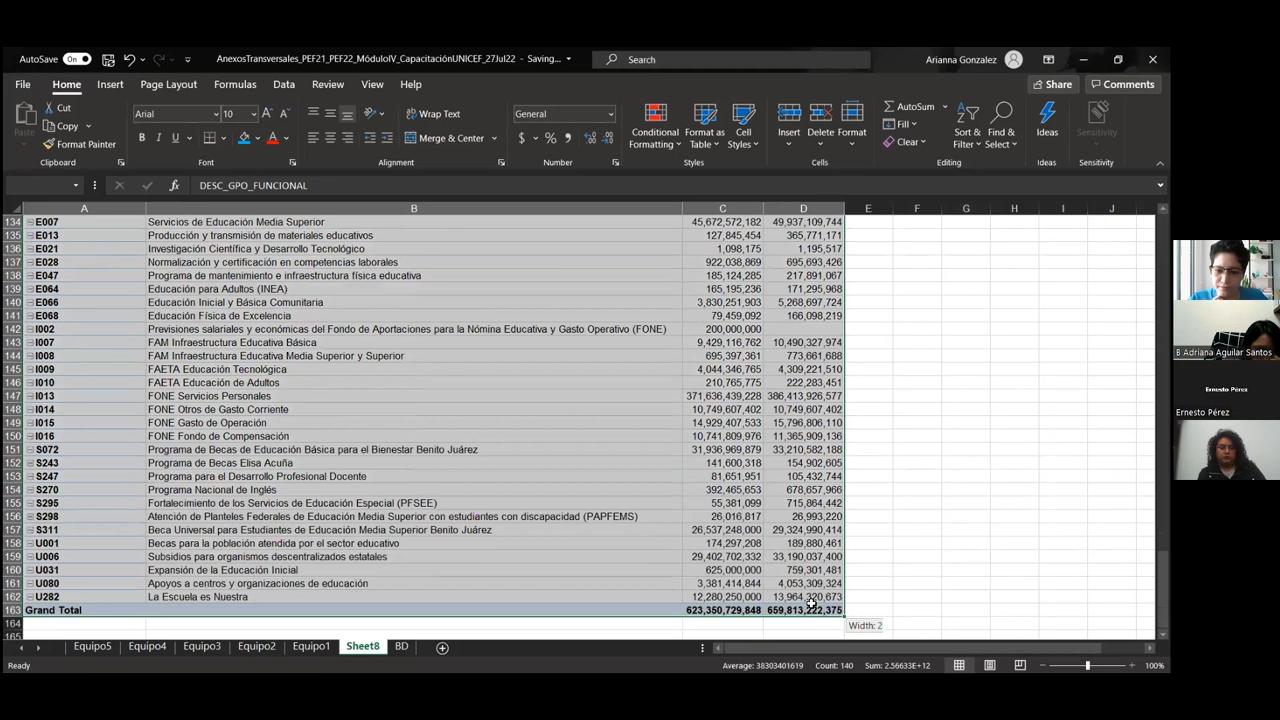 AutoSave On AnexosTransversales_PEF21_PEF22_MóduloIV_CapacitaciónUNICEF_27Jul22 - Saving... Search Arianna Gonzalez
File Home Insert Page Layout Formulas Data Review View Help Share Comments
Cut
Copy
Format Painter
Paste
Arial 10
B I U
Wrap Text
Merge & Center
General
$ % ,
Conditional Formatting
Format as Table
Cell Styles
Insert
Delete
Format
AutoSum
Fill
Clear
Sort & Filter
Find & Select
Ideas
Sensitivity
Clipboard Font Alignment Number Styles Cells Editing Ideas Sensitivity
fx DESC_GPO_FUNCIONAL
A B C D E F G H I J
134 E007 Servicios de Educación Media Superior 45,672,572,182 49,937,109,744
135 E013 Producción y transmisión de materiales educativos 127,845,454 365,771,171
136 E021 Investigación Científica y Desarrollo Tecnológico 1,098,175 1,195,517
137 E028 Normalización y certificación en competencias laborales 922,038,869 695,693,426
138 E047 Programa de mantenimiento e infraestructura física educativa 185,124,285 217,891,067
139 E064 Educación para Adultos (INEA) 165,195,236 171,295,968
140 E066 Educación Inicial y Básica Comunitaria 3,830,251,903 5,268,697,724
141 E068 Educación Física de Excelencia 79,459,092 166,098,219
142 I002 Previsiones salariales y económicas del Fondo de Aportaciones para la Nómina Educativa y Gasto Operativo (FONE) 200,000,000
143 I007 FAM Infraestructura Educativa Básica 9,429,116,762 10,490,327,974
144 I008 FAM Infraestructura Educativa Media Superior y Superior 695,397,361 773,661,688
145 I009 FAETA Educación Tecnológica 4,044,346,765 4,309,221,510
146 I010 FAETA Educación de Adultos 210,765,775 222,283,451
147 I013 FONE Servicios Personales 371,636,439,228 386,413,926,577
148 I014 FONE Otros de Gasto Corriente 10,749,607,402 10,749,607,402
149 I015 FONE Gasto de Operación 14,929,407,533 15,796,806,110
150 I016 FONE Fondo de Compensación 10,741,809,976 11,365,909,136
151 S072 Programa de Becas de Educación Básica para el Bienestar Benito Juárez 31,936,969,879 33,210,582,188
152 S243 Programa de Becas Elisa Acuña 141,600,318 154,902,605
153 S247 Programa para el Desarrollo Profesional Docente 81,651,951 105,432,744
154 S270 Programa Nacional de Inglés 392,465,653 678,657,966
155 S295 Fortalecimiento de los Servicios de Educación Especial (PFSEE) 55,381,099 715,864,442
156 S298 Atención de Planteles Federales de Educación Media Superior con estudiantes con discapacidad (PAPFEMS) 26,016,817 26,993,220
157 S311 Beca Universal para Estudiantes de Educación Media Superior Benito Juárez 26,537,248,000 29,324,990,414
158 U001 Becas para la población atendida por el sector educativo 174,297,208 189,880,461
159 U006 Subsidios para organismos descentralizados estatales 29,402,702,332 33,190,037,400
160 U031 Expansión de la Educación Inicial 625,000,000 759,301,481
161 U080 Apoyos a centros y organizaciones de educación 3,381,414,844 4,053,309,324
162 U282 La Escuela es Nuestra 12,280,250,000 13,964,320,673
163 Grand Total 623,350,729,848 659,813,222,375
164
165
Width: 2
Equipo5 Equipo4 Equipo3 Equipo2 Equipo1 Sheet8 BD
Ready Average: 38303401619 Count: 140 Sum: 2.56633E+12 100%
B Adriana Aguilar Santos
Ernesto Pérez
Ernesto Pérez